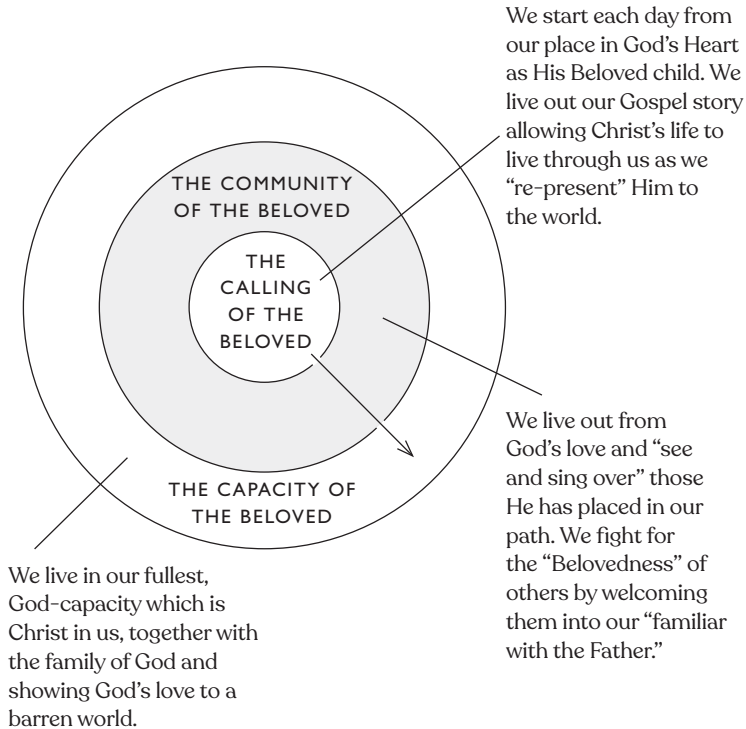 We start each day from
our place in God’s Heart
as His Beloved child. We
live out our Gospel story
allowing Christ’s life to
live through us as we
“re-present” Him to
the world.
THE COMMUNITY
OF THE BELOVED
THE
CALLING
OF THE
BELOVED
We live out from
God’s love and “see
and sing over” those
He has placed in our
path. We fight for
the “Belovedness” of
others by welcoming
them into our “familiar
with the Father.”
THE CAPACITY OF
THE BELOVED
We live in our fullest,
God-capacity which is
Christ in us, together with
the family of God and
showing God’s love to a
barren world.